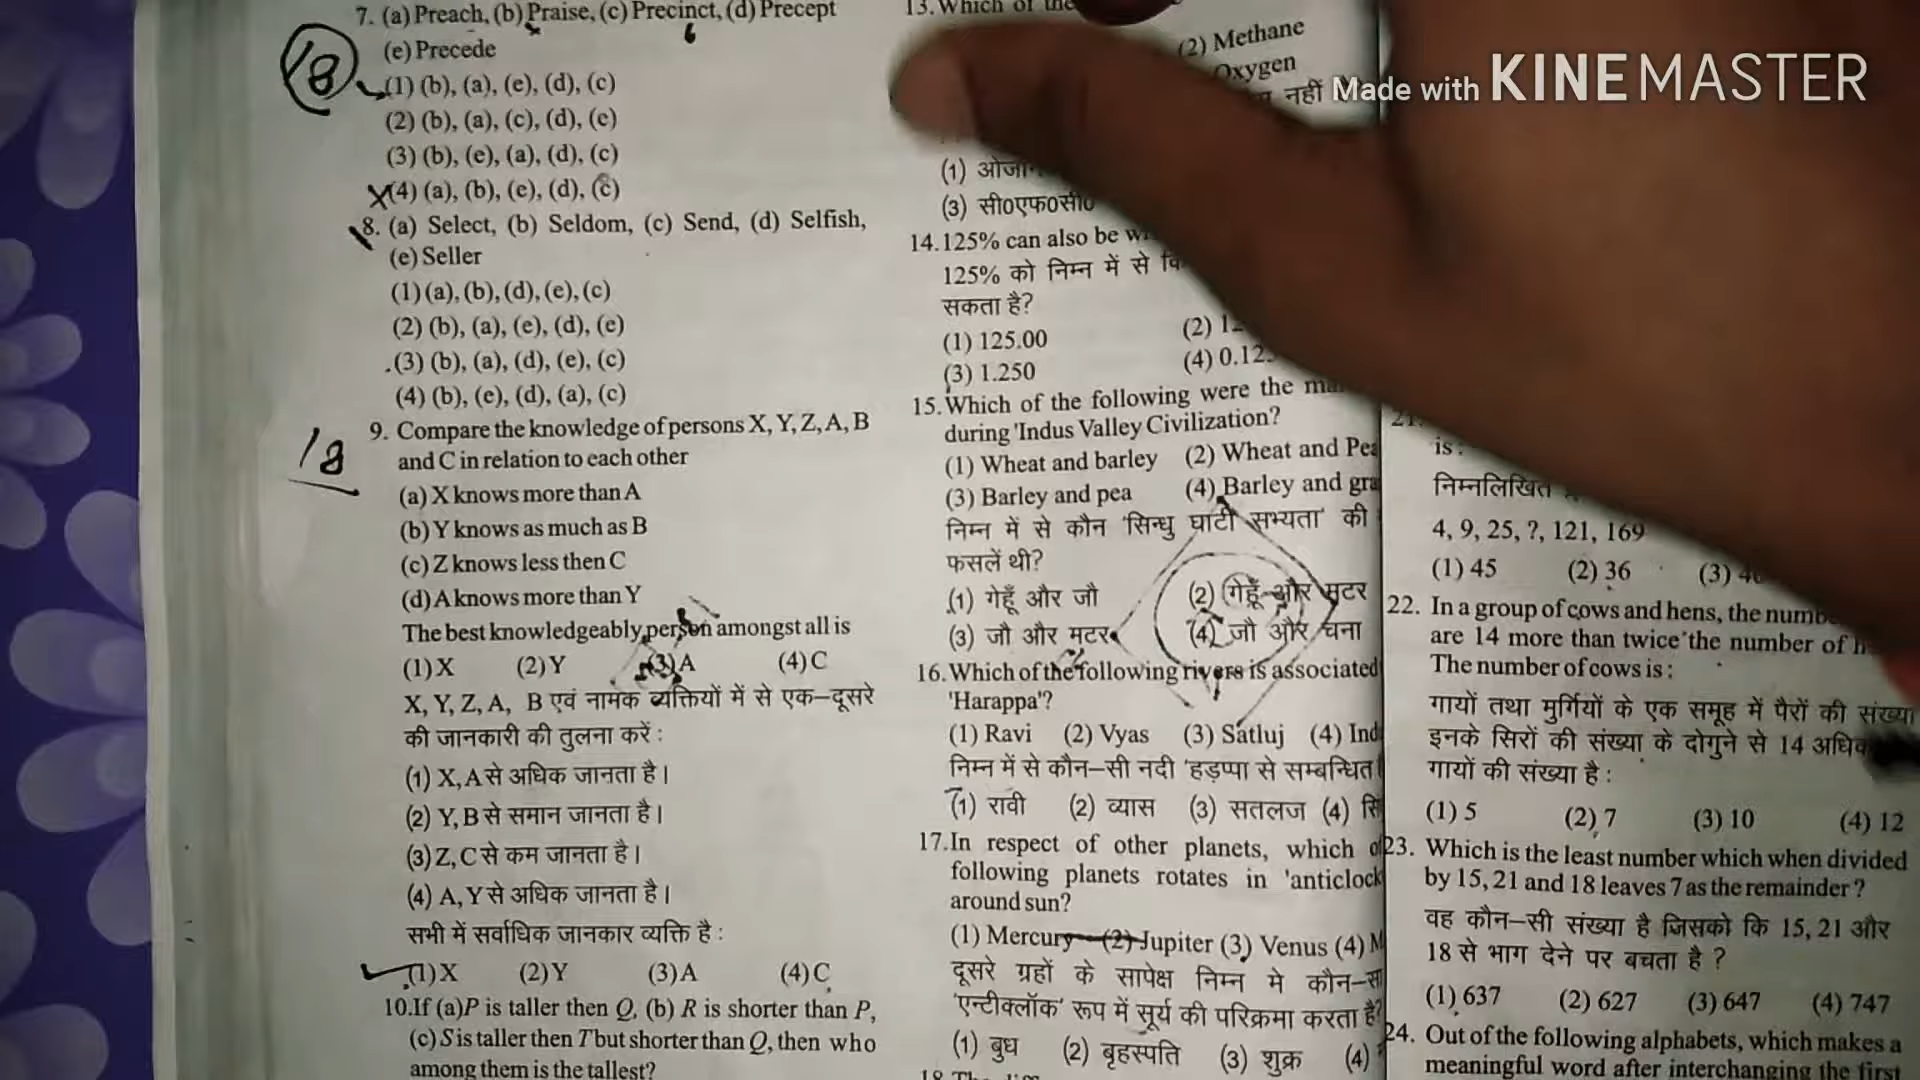 7. (a) Preach, (b) Praise, (c) Precinct, (d) Precept
(e) Precede
18
(1) (b), (a), (e), (d), (c)
(2) (b), (a), (c), (d), (e)
(3) (b), (e), (a), (d), (c)
(4) (a), (b), (e), (d), (c)
8. (a) Select, (b) Seldom, (c) Send, (d) Selfish,
(e) Seller
(1) (a), (b), (d), (e), (c)
(2) (b), (a), (e), (d), (e)
(3) (b), (a), (d), (e), (c)
(4) (b), (e), (d), (a), (c)
18
9. Compare the knowledge of persons X, Y, Z, A, B
and C in relation to each other
(a) X knows more than A
(b) Y knows as much as B
(c) Z knows less then C
(d) A knows more than Y
The best knowledgeably person amongst all is
(1) X (2) Y (3) A (4) C
X, Y, Z, A, B एवं नामक व्यक्तियों में से एक–दूसरे
की जानकारी की तुलना करें :
(1) X, A से अधिक जानता है।
(2) Y, B से समान जानता है।
(3) Z, C से कम जानता है।
(4) A, Y से अधिक जानता है।
सभी में सर्वाधिक जानकार व्यक्ति है :
(1) X (2) Y (3) A (4) C
10. If (a) P is taller then Q, (b) R is shorter than P,
(c) S is taller then T but shorter than Q, then who
among them is the tallest?
13. Which of the
(2) Methane
Oxygen
नहीं
(1)
(3) सी०एफ०सी०
14. 125% can also be
125% को निम्न में से
सकता है?
(1) 125.00 (2)
(3) 1.250 (4)
15. Which of the following were the
during 'Indus Valley Civilization?
(1) Wheat and barley (2) Wheat and
(3) Barley and pea (4) Barley and
निम्न में से कौन 'सिन्धु घाटी सभ्यता' की
फसलें थी?
(1) गेहूँ और जौ (2) गेहूँ और मटर
(3) जौ और मटर (4) जौ और चना
16. Which of the following rivers is associated
'Harappa'?
(1) Ravi (2) Vyas (3) Satluj (4)
निम्न में से कौन–सी नदी 'हड़प्पा से सम्बन्धित
(1) रावी (2) व्यास (3) सतलज (4)
17. In respect of other planets, which
following planets rotates in 'anticlock
around sun?
(1) Mercury (2) Jupiter (3) Venus (4)
दूसरे ग्रहों के सापेक्ष निम्न मे कौन–सा
'एन्टीक्लॉक' रूप में सूर्य की परिक्रमा करता है?
(1) बुध (2) बृहस्पति (3) शुक्र (4)
is :
निम्नलिखित
4, 9, 25, ?, 121, 169
(1) 45 (2) 36 (3)
22. In a group of cows and hens, the
are 14 more than twice the number of
The number of cows is :
गायों तथा मुर्गियों के एक समूह में पैरों की संख्या
इनके सिरों की संख्या के दोगुने से 14 अधिक
गायों की संख्या है :
(1) 5 (2) 7 (3) 10 (4) 12
23. Which is the least number which when divided
by 15, 21 and 18 leaves 7 as the remainder ?
वह कौन–सी संख्या है जिसको कि 15, 21 और
18 से भाग देने पर बचता है ?
(1) 637 (2) 627 (3) 647 (4) 747
24. Out of the following alphabets, which makes a
meaningful word after interchanging the first
Made with KINEMASTER